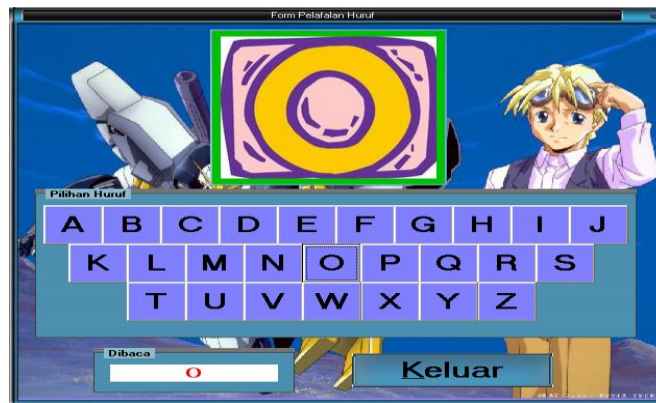 Form Pelafalan Huruf
Pilihan Huruf
A B C D E F G H I J
K L M N O P Q R S
T U V W X Y Z
Dibaca
O
Keluar